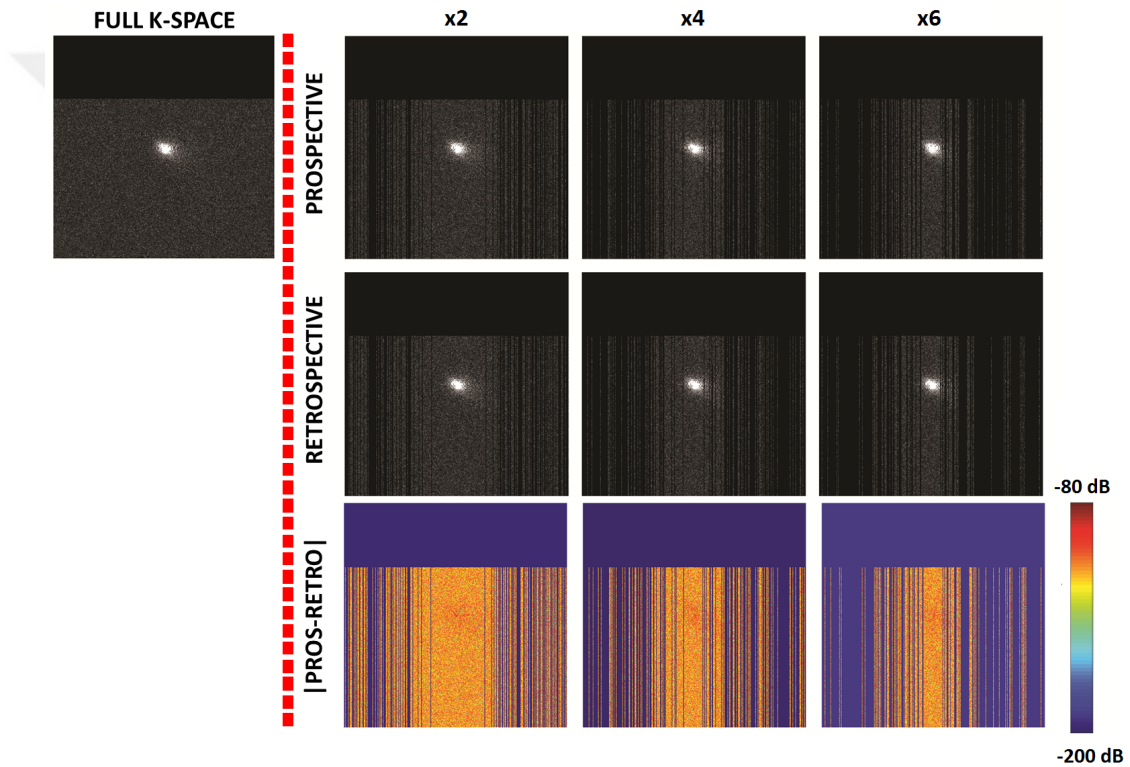 FULL K-SPACE
x2
x4
x6
PROSPECTIVE
RETROSPECTIVE
|PROS-RETRO|
-80 dB
-200 dB